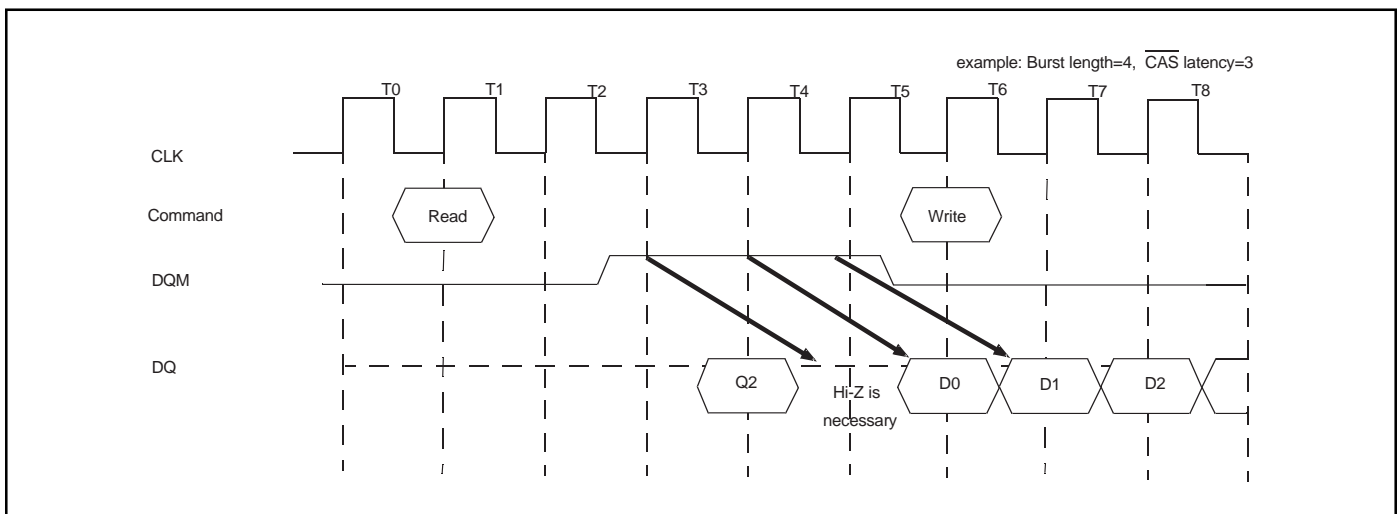 example: Burst length=4, CAS latency=3
T0 T1 T2 T3 T4 T5 T6 T7 T8
CLK
Command Read Write
DQM
DQ Q2 D0 D1 D2
Hi-Z is
necessary